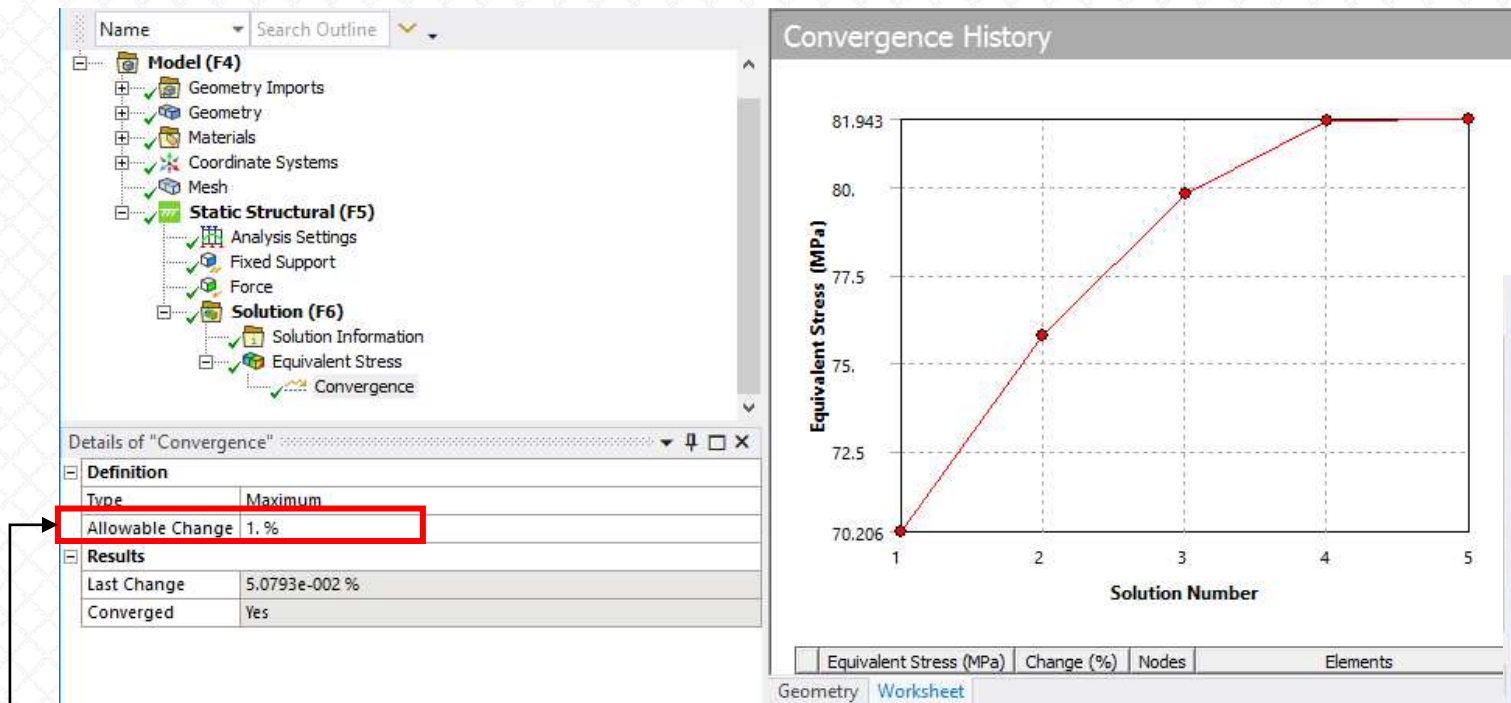 Name Search Outline
Model (F4)
Geometry Imports
Geometry
Materials
Coordinate Systems
Mesh
Static Structural (F5)
Analysis Settings
Fixed Support
Force
Solution (F6)
Solution Information
Equivalent Stress
Convergence
Details of "Convergence"
Definition
Type Maximum
Allowable Change 1. %
Results
Last Change 5.0793e-002 %
Converged Yes
Convergence History
Equivalent Stress (MPa)
81.943
80.
77.5
75.
72.5
70.206
1 2 3 4 5
Solution Number
Equivalent Stress (MPa) Change (%) Nodes Elements
Geometry Worksheet